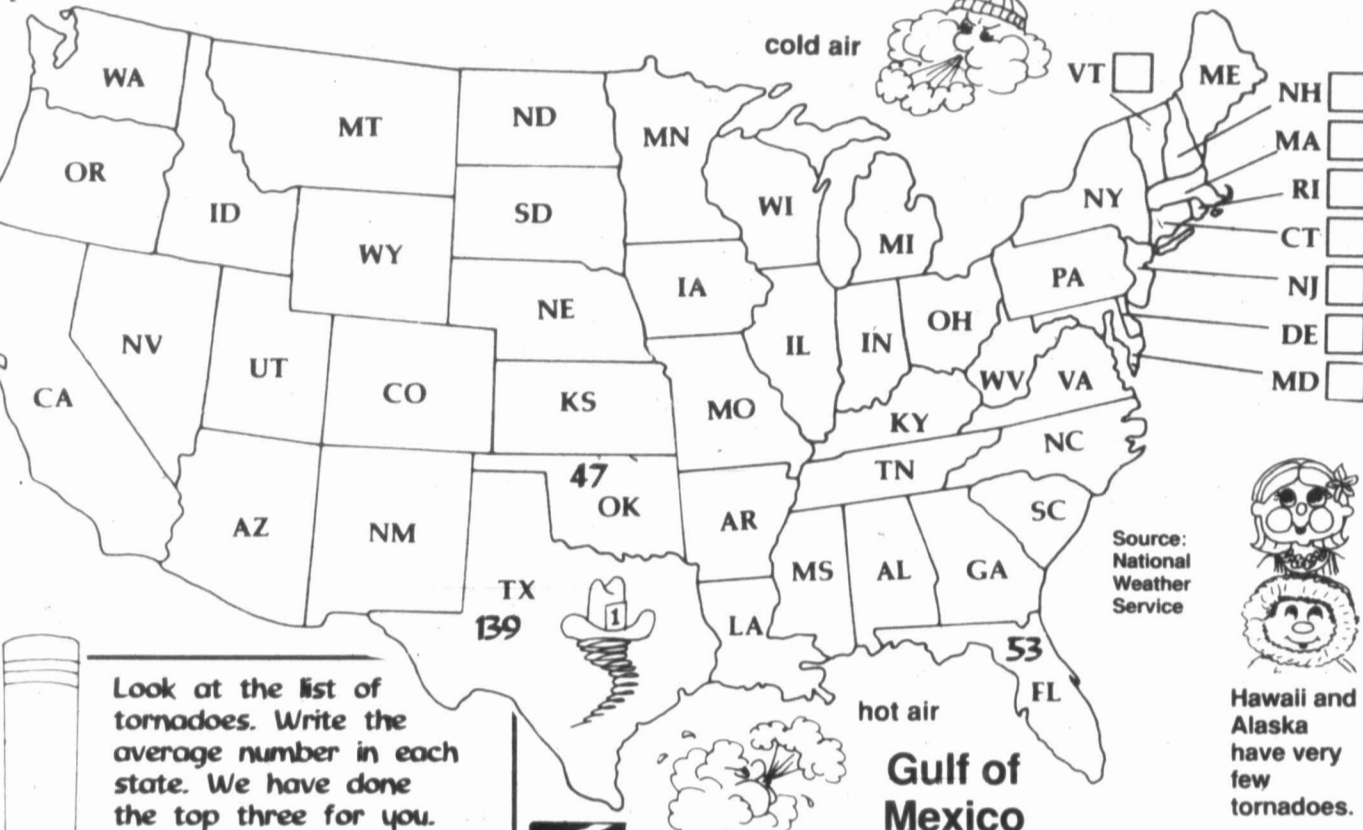 cold air
VT
ME
NH
WA
MT
ND
MN
MA
OR
ID
SD
WI
NY
RI
WY
MI
CT
IA
PA
NJ
NE
NV
UT
CO
KS
IL
IN
OH
DE
CA
MO
WV
VA
MD
KY
NC
TN
47
OK
AZ
NM
AR
SC
MS
AL
GA
Source:
National
Weather
Service
TX
139
1
LA
53
FL
Look at the list of
tornadoes. Write the
average number in each
state. We have done
the top three for you.
hot air
Gulf of
Mexico
Hawaii and
Alaska
have very
few
tornadoes.